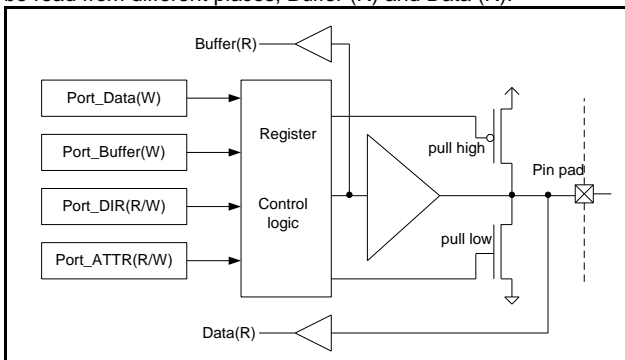 be read from different places, Buffer (R) and Data (R).
Buffer(R)
Port_Data(W)
Port_Buffer(W)
Port_DIR(R/W)
Port_ATTR(R/W)
Register
Control
logic
pull high
Pin pad
pull low
Data(R)